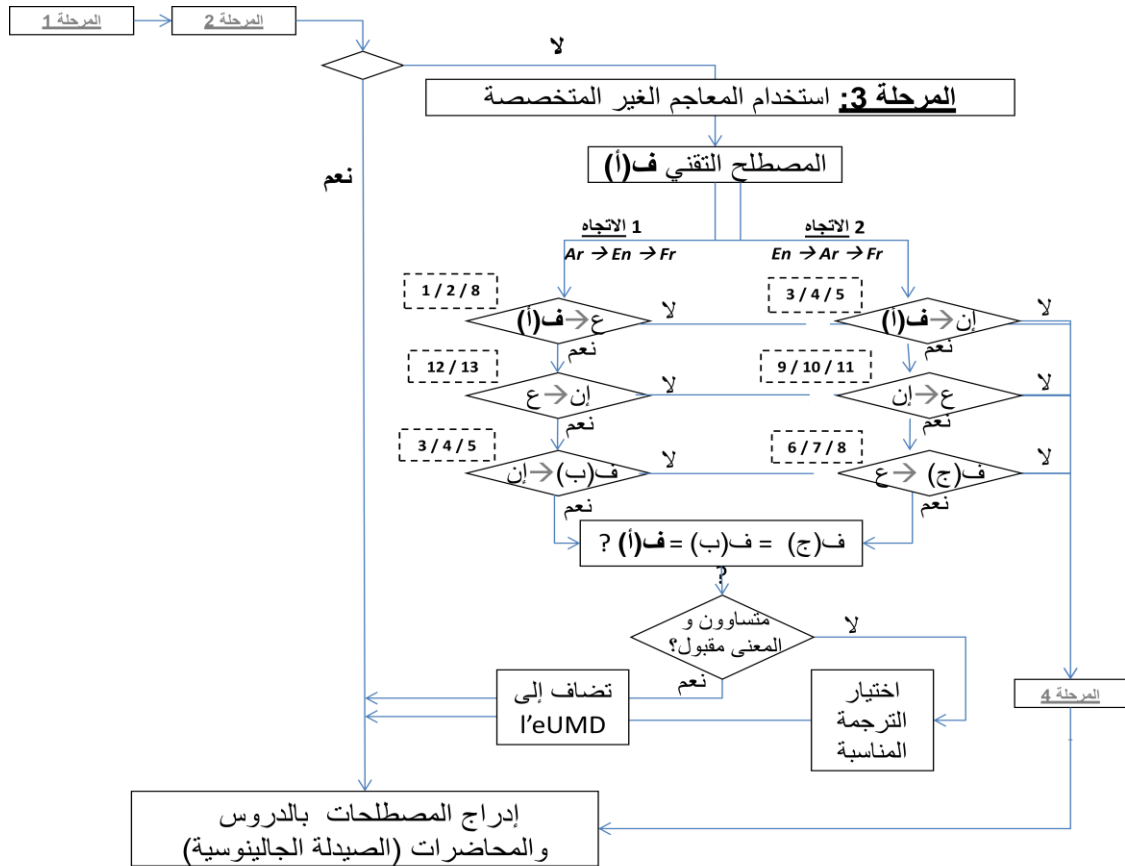 المرحلة 1
المرحلة 2
لا
المرحلة 3: استخدام المعاجم الغير المتخصصة
نعم
المصطلح التقني ف(أ)
1 الاتجاه
Ar → En → Fr
2 الاتجاه
En → Ar → Fr
1 / 2 / 8
ع→ف(أ)
لا
نعم
3 / 4 / 5
إن→ف(أ)
لا
نعم
12 / 13
إن→ع
لا
نعم
9 / 10 / 11
ع→إن
لا
نعم
3 / 4 / 5
ف(ب)→إن
لا
نعم
6 / 7 / 8
ف(ج)→ع
لا
نعم
ف(ج) = ف(ب) = ف(أ) ?
?
متساوون و
المعنى مقبول؟
لا
نعم
تضاف إلى
l'eUMD
اختيار
الترجمة
المناسبة
المرحلة 4
إدراج المصطلحات بالدروس
والمحاضرات (الصيدلة الجالينوسية)